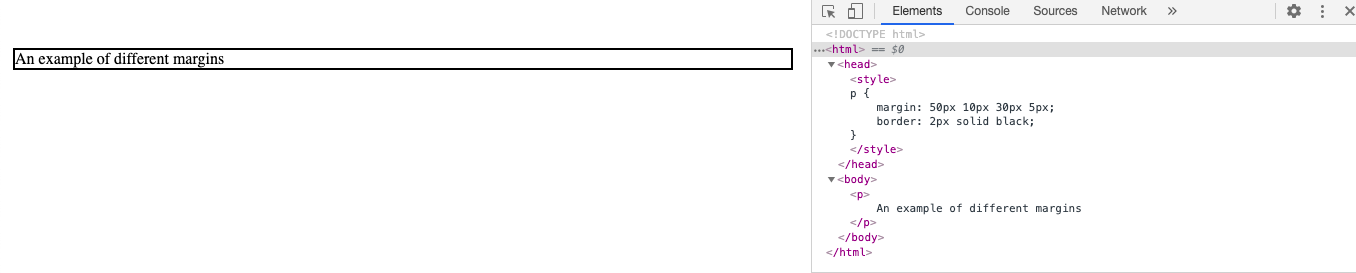 An example of different margins
Elements Console Sources Network »
<!DOCTYPE html>
…<html> == $0
<head>
<style>
p {
margin: 50px 10px 30px 5px;
border: 2px solid black;
}
</style>
</head>
<body>
<p>
An example of different margins
</p>
</body>
</html>